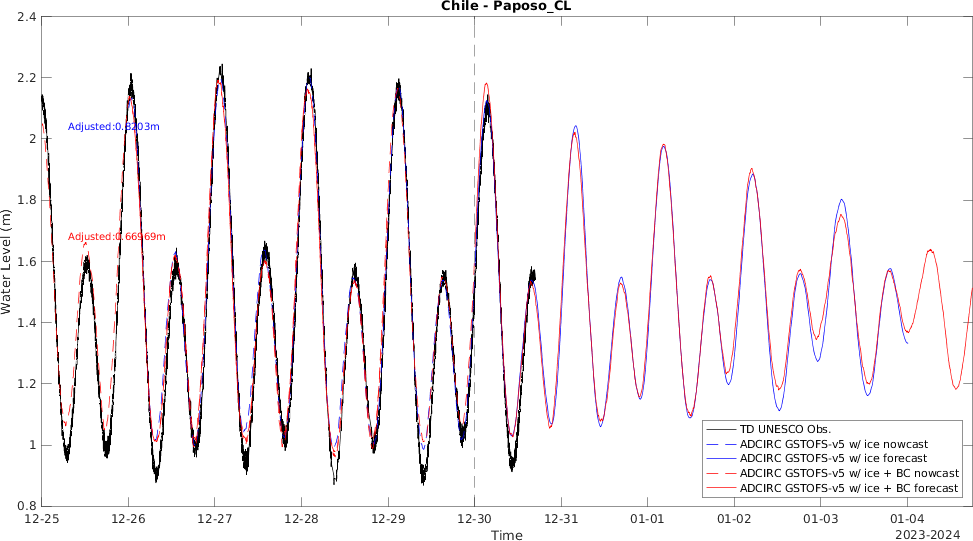 Chile - Paposo_CL
2.4
2.2
2
1.8
1.6
1.4
1.2
1
0.8
Water Level (m)
Adjusted:0.8203m
Adjusted:0.66969m
TD UNESCO Obs.
ADCIRC GSTOFS-v5 w/ ice nowcast
ADCIRC GSTOFS-v5 w/ ice forecast
ADCIRC GSTOFS-v5 w/ ice + BC nowcast
ADCIRC GSTOFS-v5 w/ ice + BC forecast
12-25 12-26 12-27 12-28 12-29 12-30 12-31 01-01 01-02 01-03 01-04
Time
2023-2024